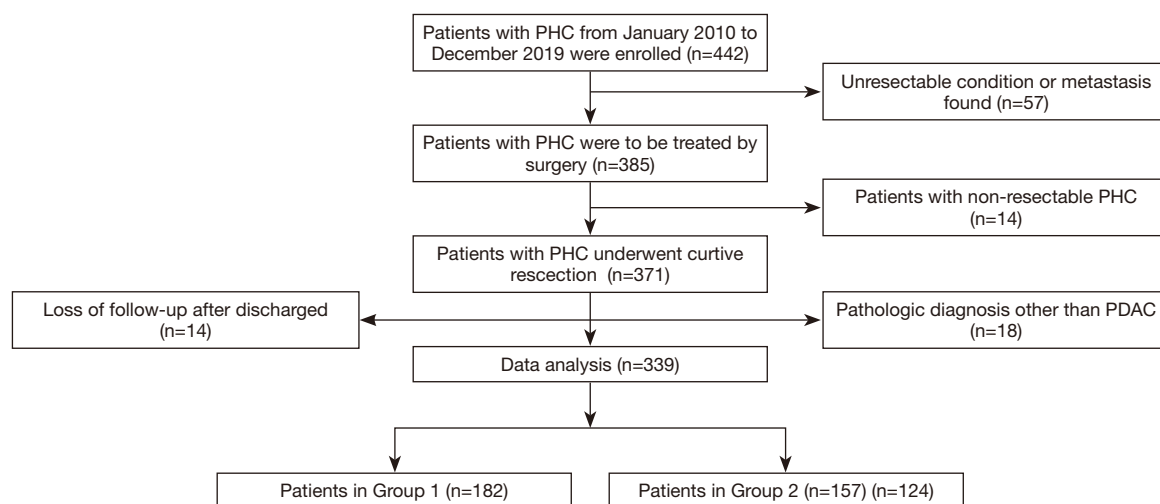 Patients with PHC from January 2010 to
December 2019 were enrolled (n=442)
Unresectable condition or metastasis
found (n=57)
Patients with PHC were to be treated by
surgery (n=385)
Patients with non-resectable PHC
(n=14)
Patients with PHC underwent curtive
rescection (n=371)
Loss of follow-up after discharged
(n=14)
Pathologic diagnosis other than PDAC
(n=18)
Data analysis (n=339)
Patients in Group 1 (n=182)
Patients in Group 2 (n=157) (n=124)